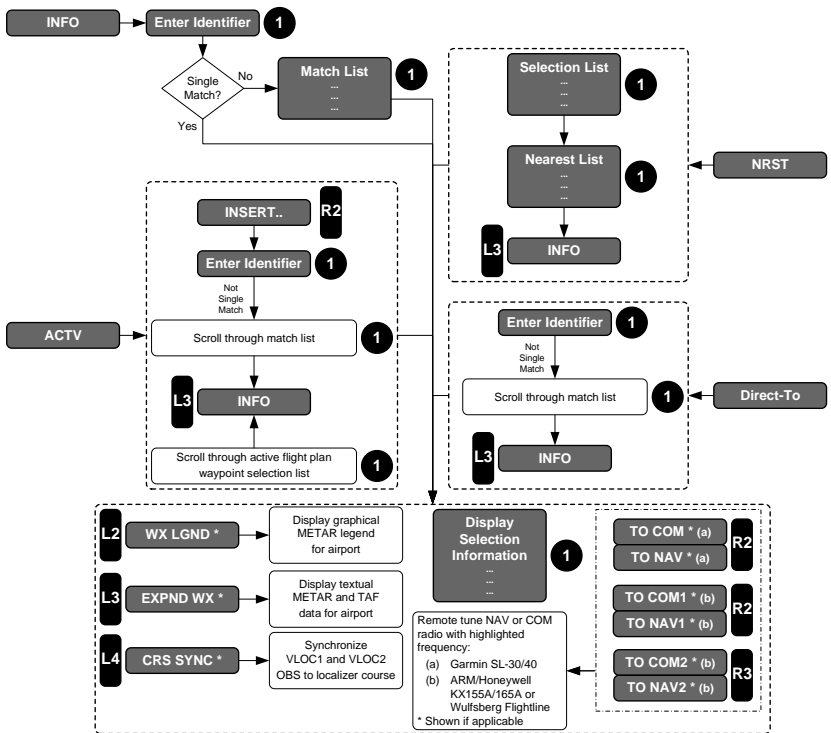 INFO
Enter Identifier
1
Single
Match?
No
Yes
Match List
...
...
...
1
Selection List
...
...
...
1
Nearest List
...
...
...
1
L3
INFO
NRST
INSERT..
R2
Enter Identifier
1
Not
Single
Match
ACTV
Scroll through match list
1
L3
INFO
Scroll through active flight plan
waypoint selection list
1
Enter Identifier
1
Not
Single
Match
Scroll through match list
1
Direct-To
L3
INFO
L2
WX LGND *
Display graphical
METAR legend
for airport
L3
EXPND WX *
Display textual
METAR and TAF
data for airport
L4
CRS SYNC *
Synchronize
VLOC1 and VLOC2
OBS to localizer course
Display
Selection
Information
...
...
...
1
Remote tune NAV or COM
radio with highlighted
frequency:
(a) Garmin SL-30/40
(b) ARM/Honeywell
KX155A/165A or
Wulfsberg Flightline
* Shown if applicable
TO COM * (a)
TO NAV * (a)
R2
TO COM1 * (b)
TO NAV1 * (b)
R2
TO COM2 * (b)
TO NAV2 * (b)
R3